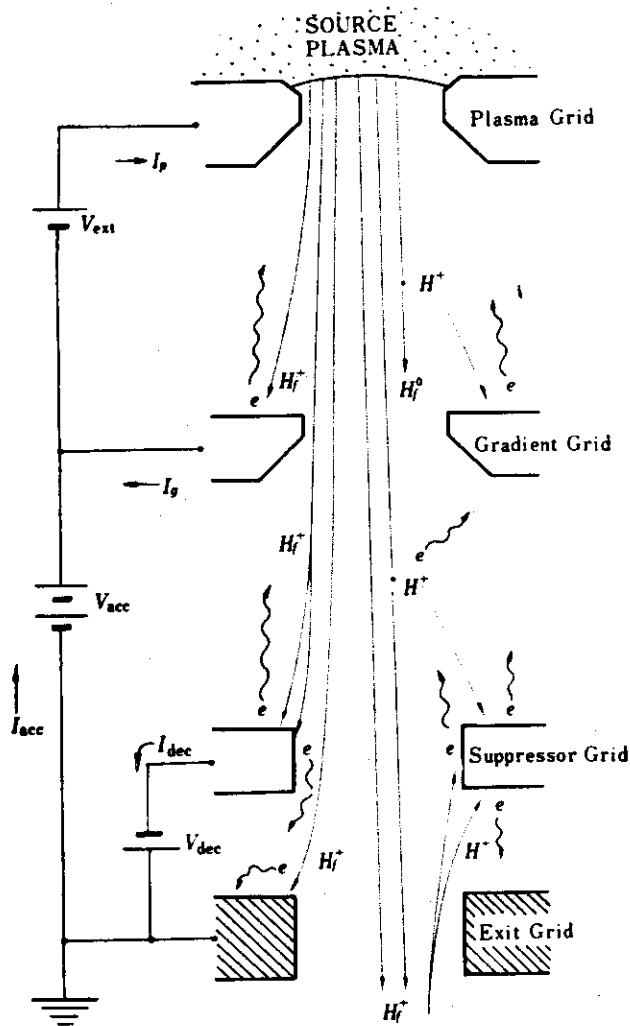 SOURCE
PLASMA
Plasma Grid
I_p
V_ext
H^+
H_f^+
e
H_f^0
e
Gradient Grid
I_g
H_f^+
e
H^+
V_acc
I_acc
e
e
e
I_dec
e
Suppressor Grid
e
V_dec
H_f^+
H^+
e
Exit Grid
H_f^+